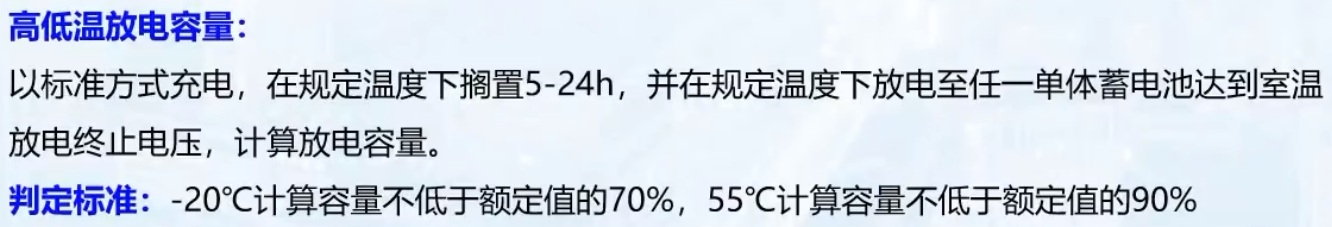 高低温放电容量：
以标准方式充电，在规定温度下搁置5-24h，并在规定温度下放电至任一单体蓄电池达到室温
放电终止电压，计算放电容量。
判定标准：-20℃计算容量不低于额定值的70%，55℃计算容量不低于额定值的90%